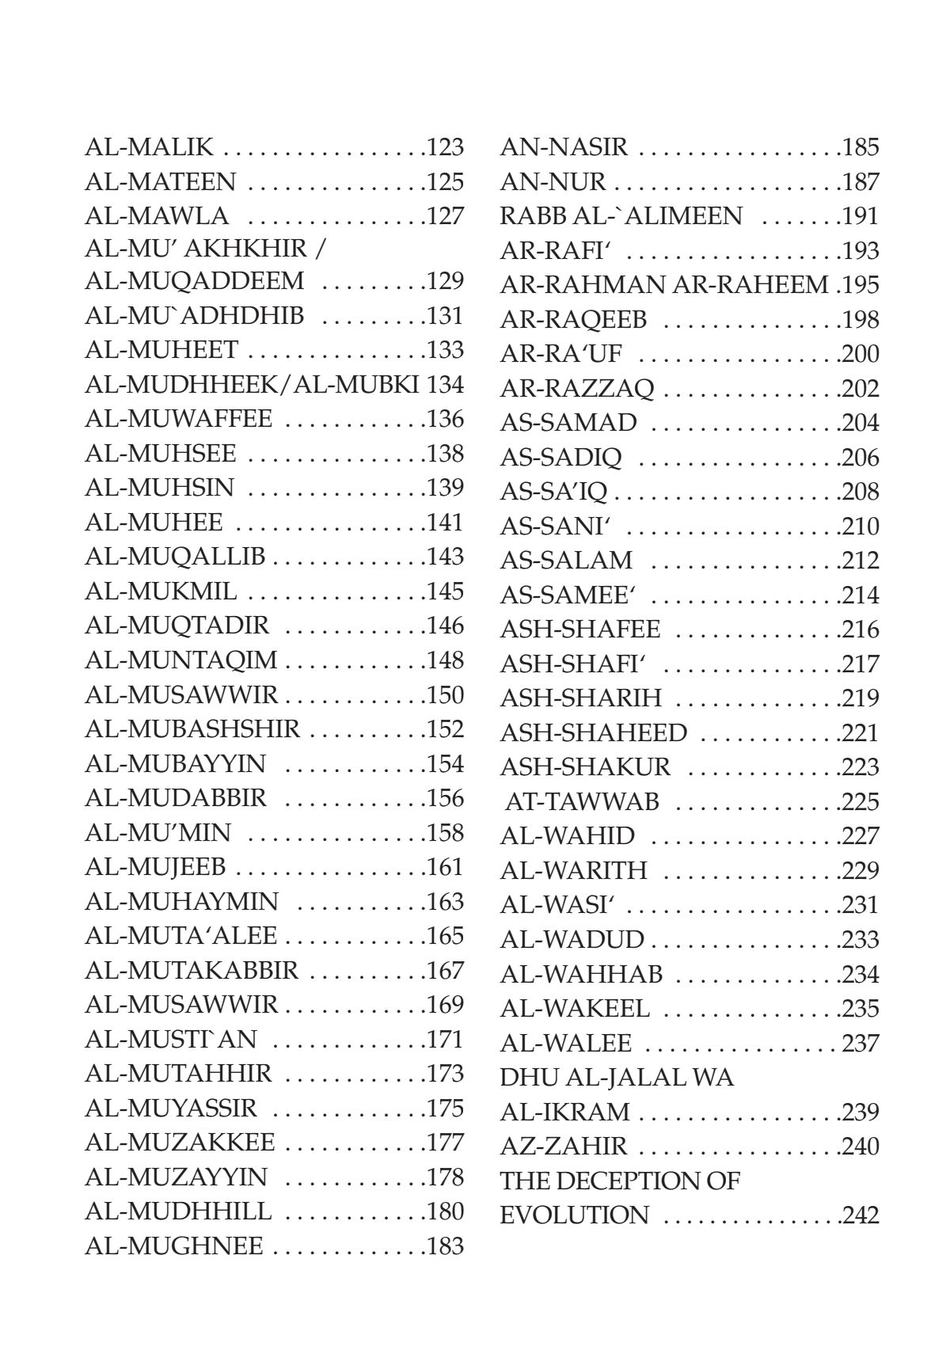 AL-MALIK . . . . . . . . . . . . . . . . .123
AL-MATEEN . . . . . . . . . . . . . . .125
AL-MAWLA . . . . . . . . . . . . . . .127
AL-MU’ AKHKHIR /
AL-MUQADDEEM . . . . . . . . .129
AL-MU`ADHDHIB . . . . . . . . .131
AL-MUHEET . . . . . . . . . . . . . . .133
AL-MUDHHEEK/AL-MUBKI 134
AL-MUWAFFEE . . . . . . . . . . . .136
AL-MUHSEE . . . . . . . . . . . . . . .138
AL-MUHSIN . . . . . . . . . . . . . . .139
AL-MUHEE . . . . . . . . . . . . . . . .141
AL-MUQALLIB . . . . . . . . . . . . .143
AL-MUKMIL . . . . . . . . . . . . . . .145
AL-MUQTADIR . . . . . . . . . . . .146
AL-MUNTAQIM . . . . . . . . . . . .148
AL-MUSAWWIR . . . . . . . . . . . .150
AL-MUBASHSHIR . . . . . . . . . .152
AL-MUBAYYIN . . . . . . . . . . . .154
AL-MUDABBIR . . . . . . . . . . . .156
AL-MU’MIN . . . . . . . . . . . . . . .158
AL-MUJEEB . . . . . . . . . . . . . . . .161
AL-MUHAYMIN . . . . . . . . . . .163
AL-MUTA‘ALEE . . . . . . . . . . . .165
AL-MUTAKABBIR . . . . . . . . . .167
AL-MUSAWWIR . . . . . . . . . . . .169
AL-MUSTI`AN . . . . . . . . . . . . .171
AL-MUTAHHIR . . . . . . . . . . . .173
AL-MUYASSIR . . . . . . . . . . . . .175
AL-MUZAKKEE . . . . . . . . . . . .177
AL-MUZAYYIN . . . . . . . . . . . .178
AL-MUDHHILL . . . . . . . . . . . .180
AL-MUGHNEE . . . . . . . . . . . . .183
AN-NASIR . . . . . . . . . . . . . . . . .185
AN-NUR . . . . . . . . . . . . . . . . . . .187
RABB AL-`ALIMEEN . . . . . . .191
AR-RAFI‘ . . . . . . . . . . . . . . . . . .193
AR-RAHMAN AR-RAHEEM .195
AR-RAQEEB . . . . . . . . . . . . . . .198
AR-RA‘UF . . . . . . . . . . . . . . . . .200
AR-RAZZAQ . . . . . . . . . . . . . . .202
AS-SAMAD . . . . . . . . . . . . . . . .204
AS-SADIQ . . . . . . . . . . . . . . . . .206
AS-SA’IQ . . . . . . . . . . . . . . . . . . .208
AS-SANI‘ . . . . . . . . . . . . . . . . . .210
AS-SALAM . . . . . . . . . . . . . . . .212
AS-SAMEE‘ . . . . . . . . . . . . . . . .214
ASH-SHAFEE . . . . . . . . . . . . . .216
ASH-SHAFI‘ . . . . . . . . . . . . . . .217
ASH-SHARIH . . . . . . . . . . . . . .219
ASH-SHAHEED . . . . . . . . . . . .221
ASH-SHAKUR . . . . . . . . . . . . .223
AT-TAWWAB . . . . . . . . . . . . . .225
AL-WAHID . . . . . . . . . . . . . . . .227
AL-WARITH . . . . . . . . . . . . . . .229
AL-WASI‘ . . . . . . . . . . . . . . . . . .231
AL-WADUD . . . . . . . . . . . . . . . .233
AL-WAHHAB . . . . . . . . . . . . . .234
AL-WAKEEL . . . . . . . . . . . . . . .235
AL-WALEE . . . . . . . . . . . . . . . . 237
DHU AL-JALAL WA
AL-IKRAM . . . . . . . . . . . . . . . . .239
AZ-ZAHIR . . . . . . . . . . . . . . . . .240
THE DECEPTION OF
EVOLUTION . . . . . . . . . . . . . . . .242